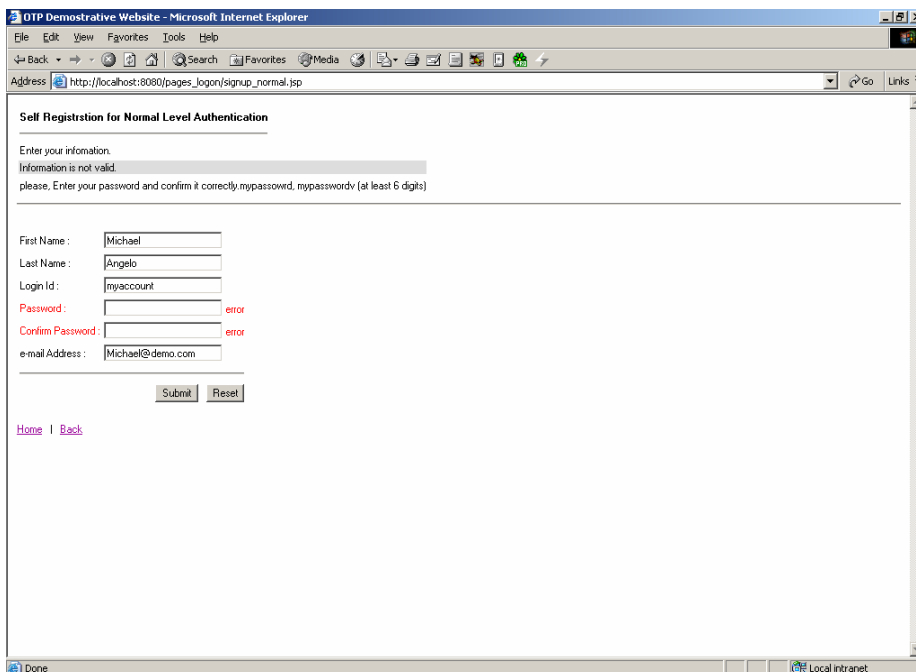 OTP Demostrative Website - Microsoft Internet Explorer
File Edit View Favorites Tools Help
Back Search Favorites Media
Address http://localhost:8080/pages_logon/signup_normal.jsp Go Links
Self Registrstion for Normal Level Authentication
Enter your infomation.
Information is not valid.
please, Enter your password and confirm it correctly.mypassowrd, mypasswordv (at least 6 digits)
First Name : Michael
Last Name : Angelo
Login Id : myaccount
Password : error
Confirm Password : error
e-mail Address : Michael@demo.com
Submit Reset
Home | Back
Done Local intranet